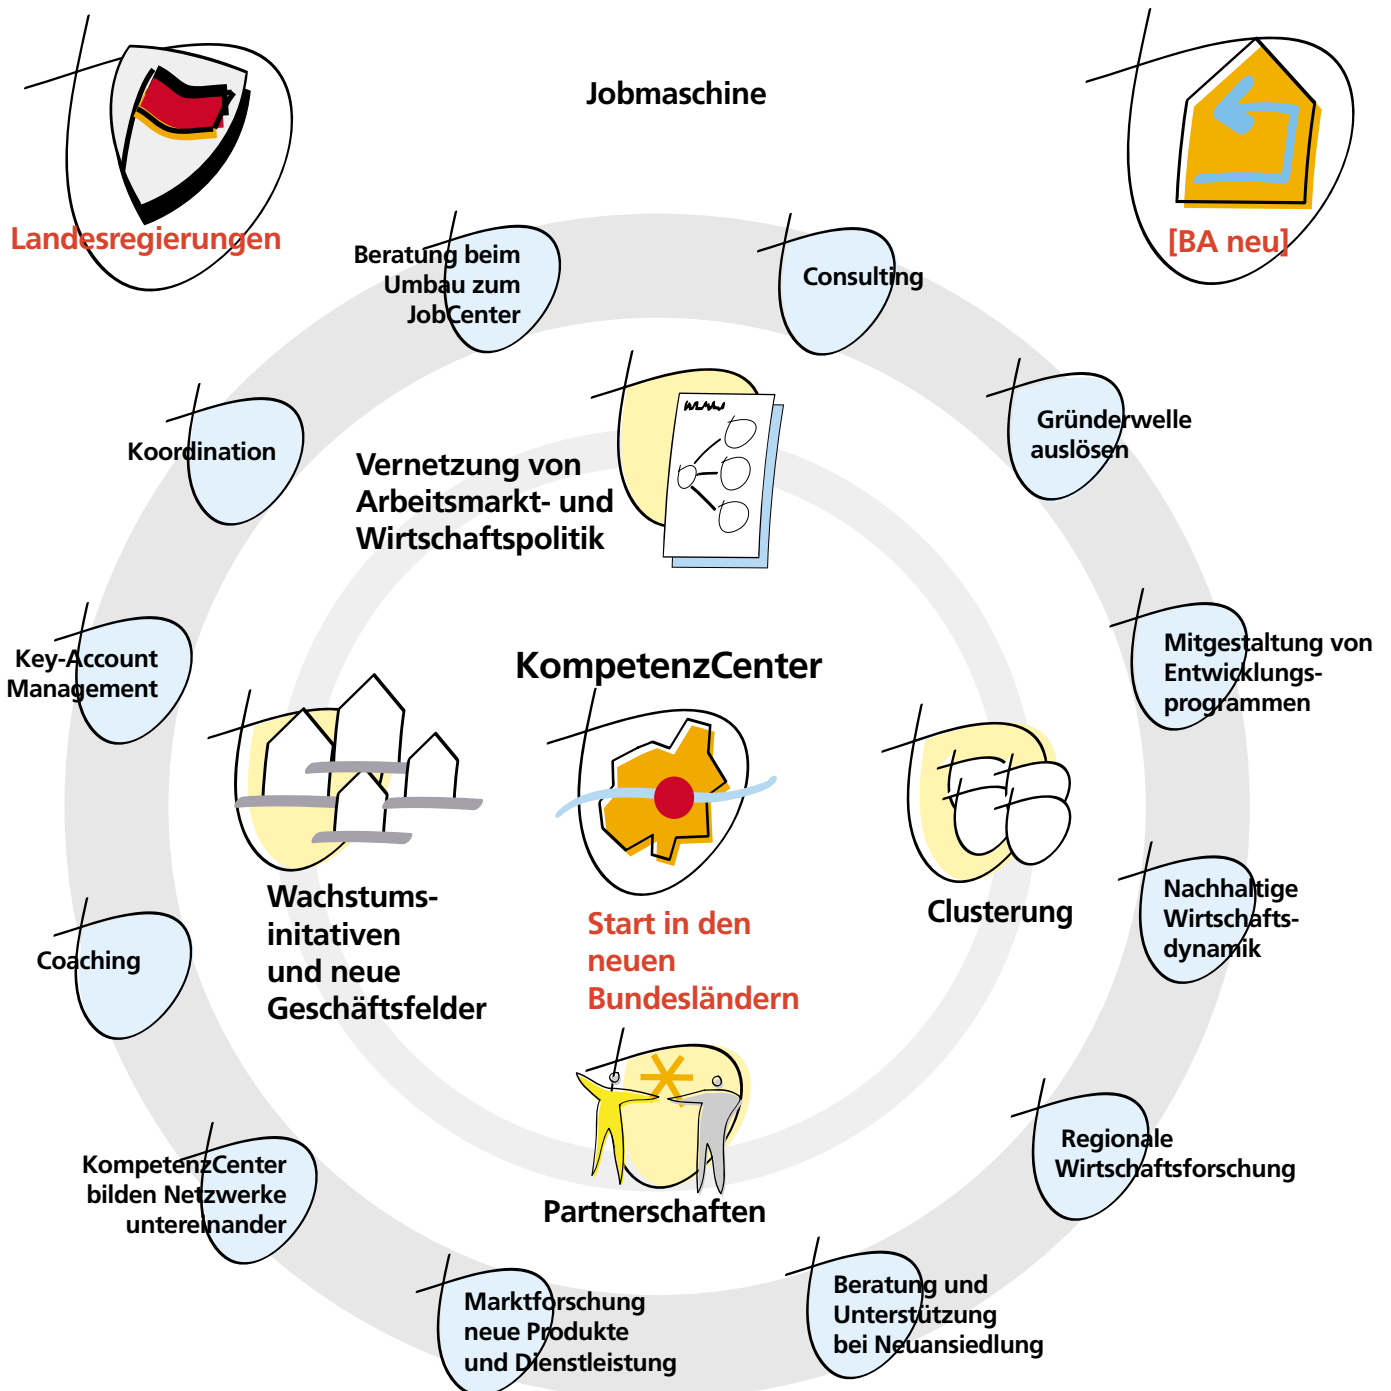 Jobmaschine
Landesregierungen
[BA neu]
Beratung beim
Umbau zum
JobCenter
Consulting
Gründerwelle
auslösen
Koordination
Vernetzung von
Arbeitsmarkt- und
Wirtschaftspolitik
Mitgestaltung von
Entwicklungs-
programmen
Key-Account
Management
KompetenzCenter
Wachstums-
initativen
und neue
Geschäftsfelder
Start in den
neuen
Bundesländern
Clusterung
Nachhaltige
Wirtschafts-
dynamik
Coaching
Regionale
Wirtschaftsforschung
KompetenzCenter
bilden Netzwerke
untereinander
Partnerschaften
Marktforschung
neue Produkte
und Dienstleistung
Beratung und
Unterstützung
bei Neuansiedlung